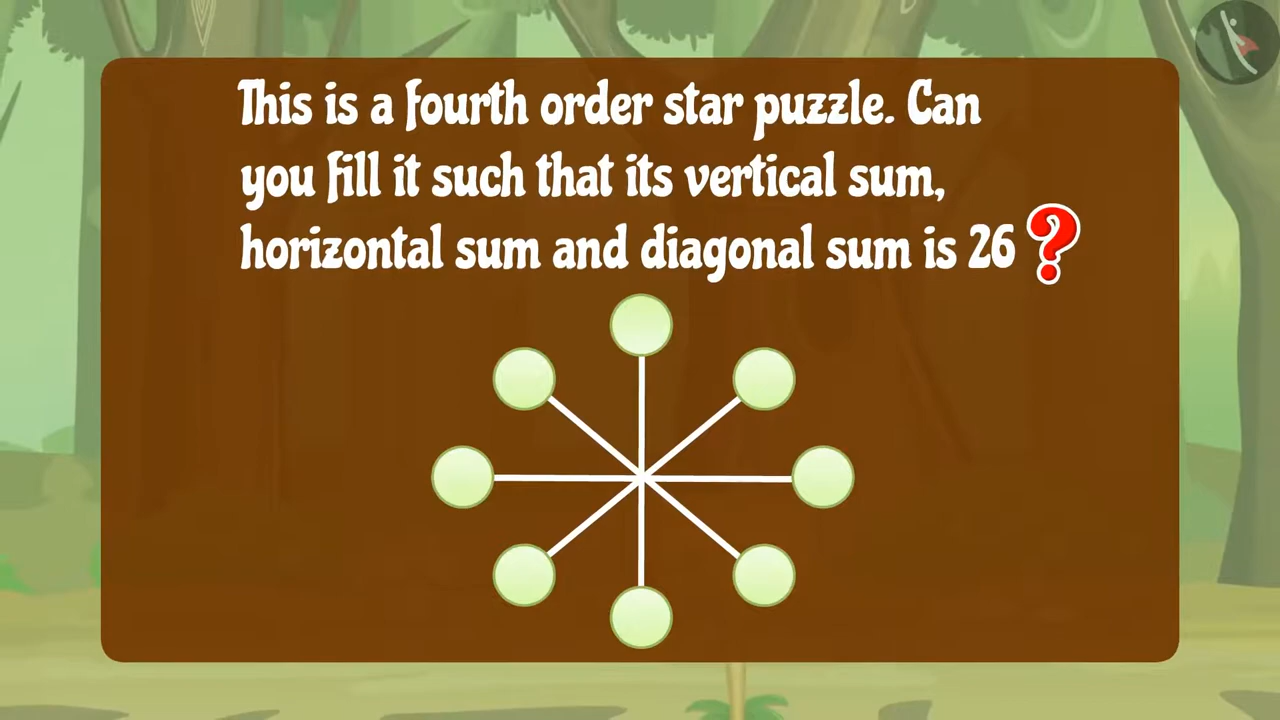 This is a fourth order star puzzle. Can
you fill it such that its vertical sum,
horizontal sum and diagonal sum is 26 ?